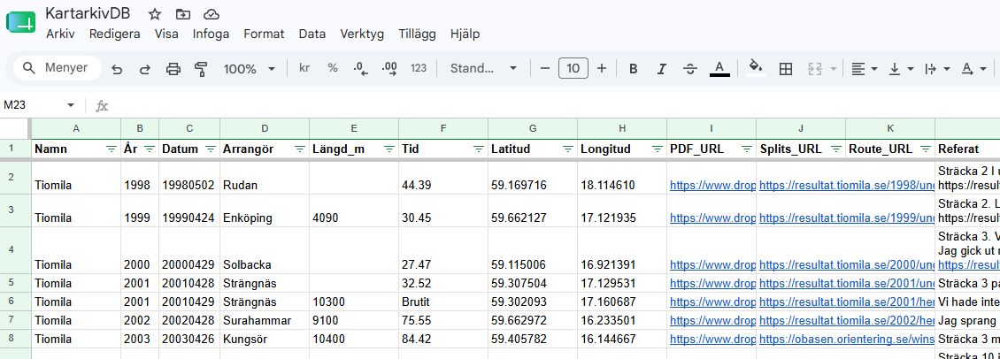 KartarkivDB
Arkiv Redigera Visa Infoga Format Data Verktyg Tillägg Hjälp
Menyer 100% kr % .0 .00 123 Stand... 10 B I S A A
M23 fx
A B C D E F G H I J K
1 Namn År Datum Arrangör Längd_m Tid Latitud Longitud PDF_URL Splits_URL Route_URL Referat
Sträcka 2 I u
2 Tiomila 1998 19980502 Rudan 44.39 59.169716 18.114610 https://www.drop https://resultat.tiomila.se/1998/und https://resul
Sträcka 2. L
3 Tiomila 1999 19990424 Enköping 4090 30.45 59.662127 17.121935 https://www.drop https://resultat.tiomila.se/1999/und https://resul
Sträcka 3. V
Jag gick ut r
4 Tiomila 2000 20000429 Solbacka 27.47 59.115006 16.921391 https://www.drop https://resultat.tiomila.se/2000/und https://resul
5 Tiomila 2001 20010428 Strängnäs 32.52 59.307504 17.129531 https://www.drop https://resultat.tiomila.se/2001/und Sträcka 3 på
6 Tiomila 2001 20010429 Strängnäs 10300 Brutit 59.302093 17.160687 https://www.drop https://resultat.tiomila.se/2001/her Vi hade inte
7 Tiomila 2002 20020428 Surahammar 9100 75.55 59.662972 16.233501 https://www.drop https://resultat.tiomila.se/2002/her Jag sprang
8 Tiomila 2003 20030426 Kungsör 10400 84.42 59.405782 16.144667 https://www.drop https://obasen.orientering.se/wins Sträcka 3 m
Sträcka 10 i